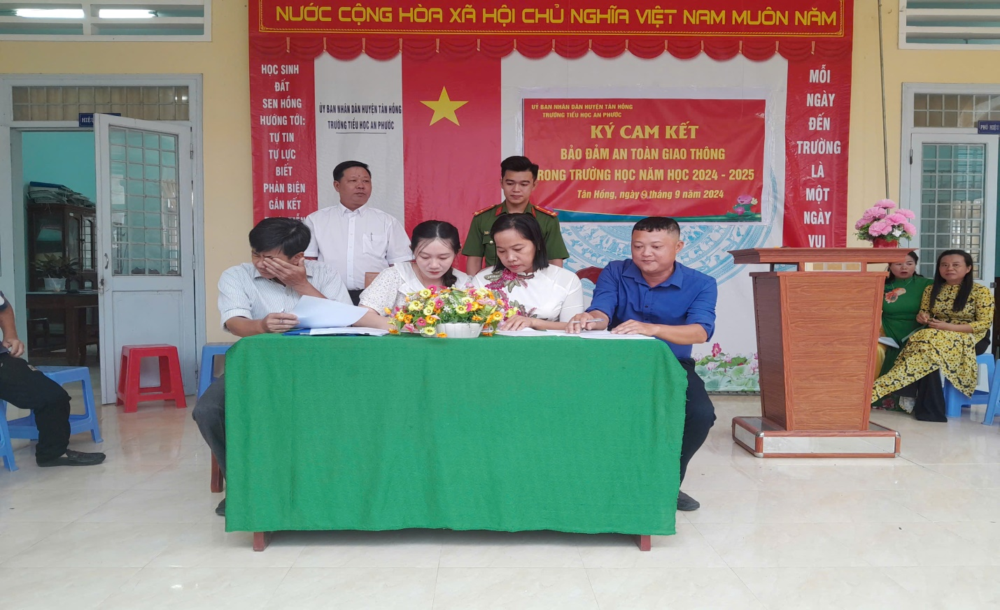 NƯỚC CỘNG HÒA XÃ HỘI CHỦ NGHĨA VIỆT NAM MUÔN NĂM
HỌC SINH
ĐẤT
SEN HỒNG
HƯỚNG TỚI:
TỰ TIN
TỰ LỰC
BIẾT
PHẢN BIỆN
GẮN KẾT
ỦY BAN NHÂN DÂN HUYỆN TÂN HỒNG
TRƯỜNG TIỂU HỌC AN PHƯỚC
ỦY BAN NHÂN DÂN HUYỆN TÂN HỒNG
TRƯỜNG TIỂU HỌC AN PHƯỚC
KÝ CAM KẾT
BẢO ĐẢM AN TOÀN GIAO THÔNG
RONG TRƯỜNG HỌC NĂM HỌC 2024 - 2025
Tân Hồng, ngày 9 tháng 9 năm 2024
MỖI
NGÀY
ĐẾN
TRƯỜNG
LÀ
MỘT
NGÀY
VUI
HIỆU
PHÓ HIỆU